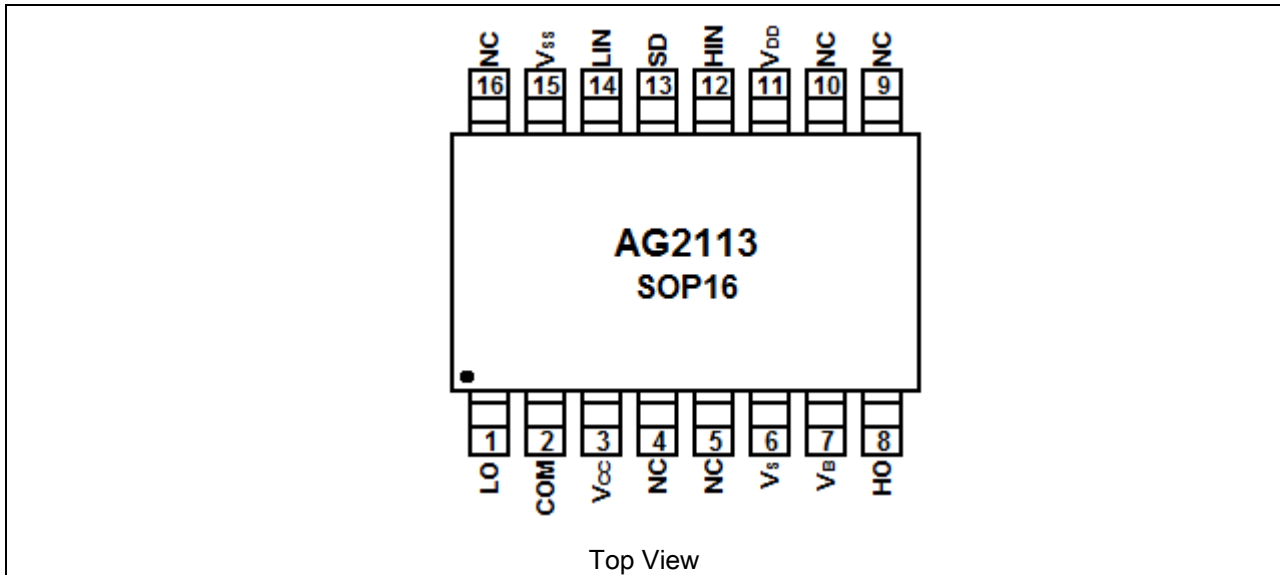 NC Vss LIN SD HIN VDD NC NC
16 15 14 13 12 11 10 9
AG2113
SOP16
1 2 3 4 5 6 7 8
LO COM VCC NC NC Vs VB HO
Top View